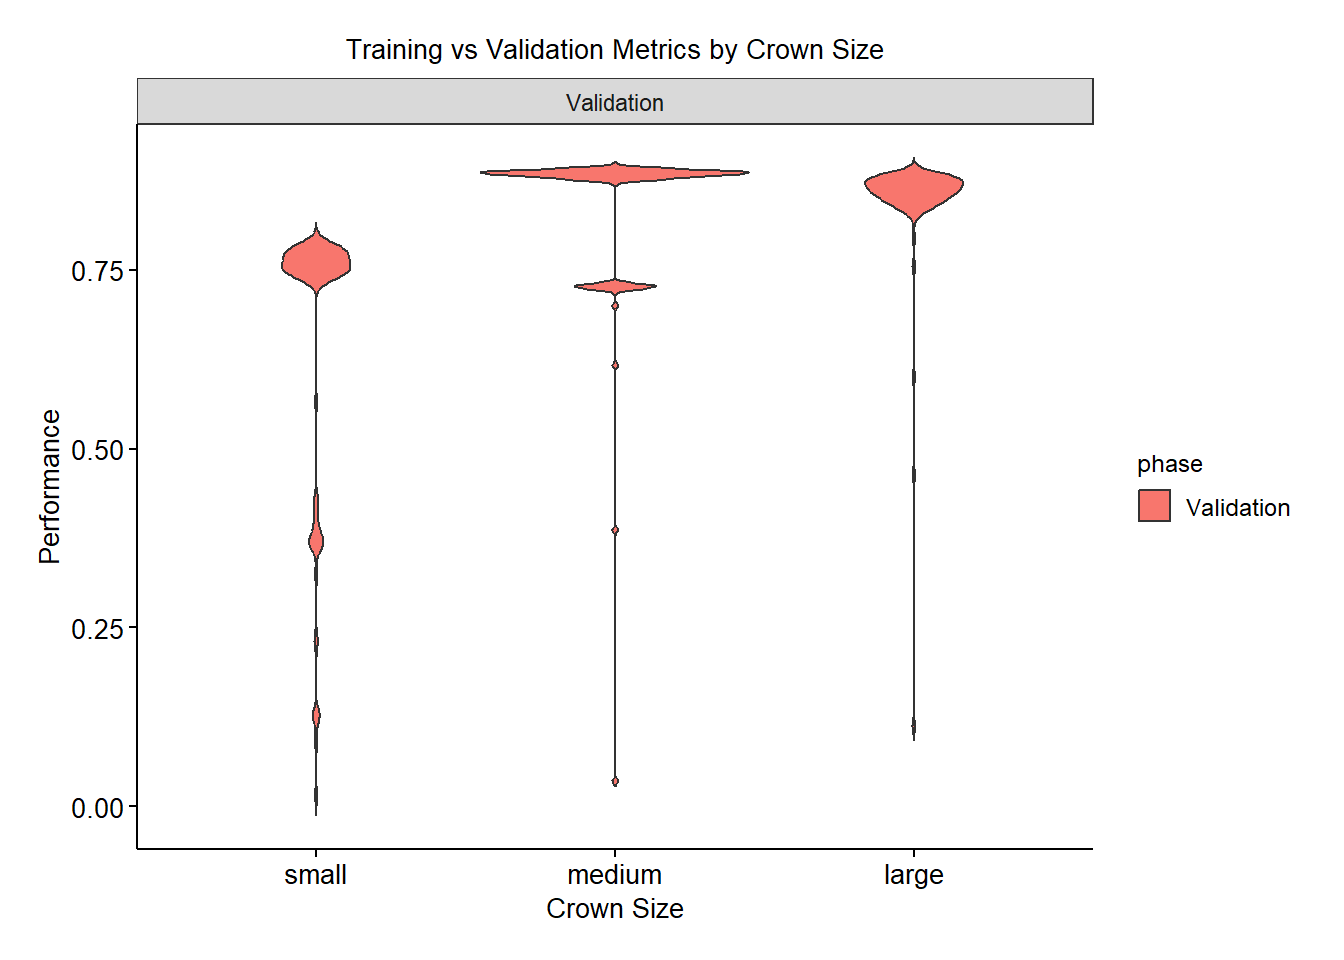 Training vs Validation Metrics by Crown Size
Validation
0.75
0.50
0.25
0.00
Performance
small
medium
large
Crown Size
phase
Validation